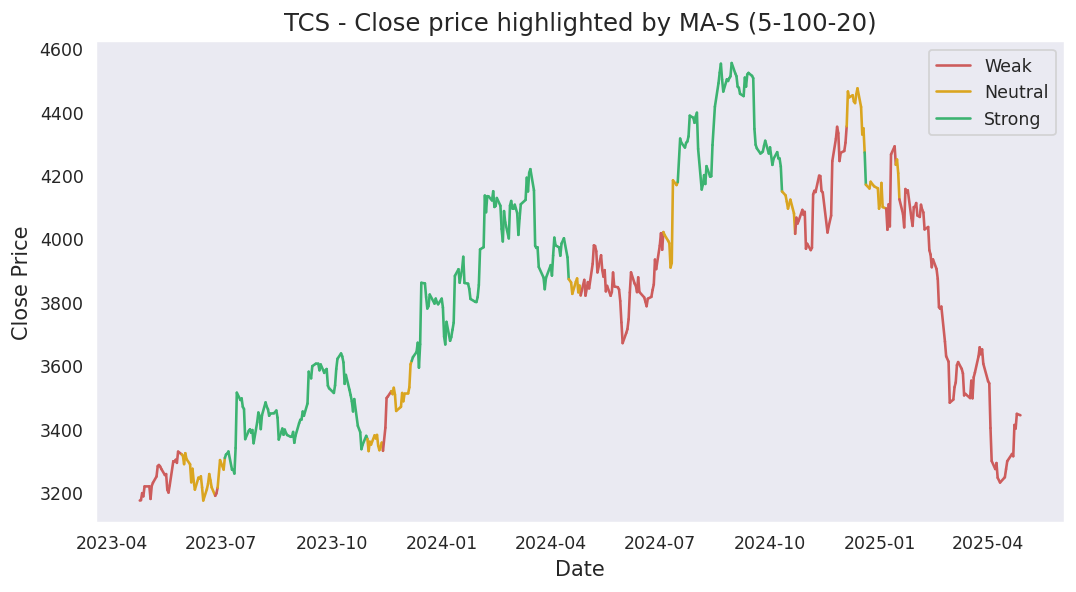 TCS - Close price highlighted by MA-S (5-100-20)
4600
4400
4200
4000
3800
3600
3400
3200
Close Price
Weak
Neutral
Strong
2023-04 2023-07 2023-10 2024-01 2024-04 2024-07 2024-10 2025-01 2025-04
Date